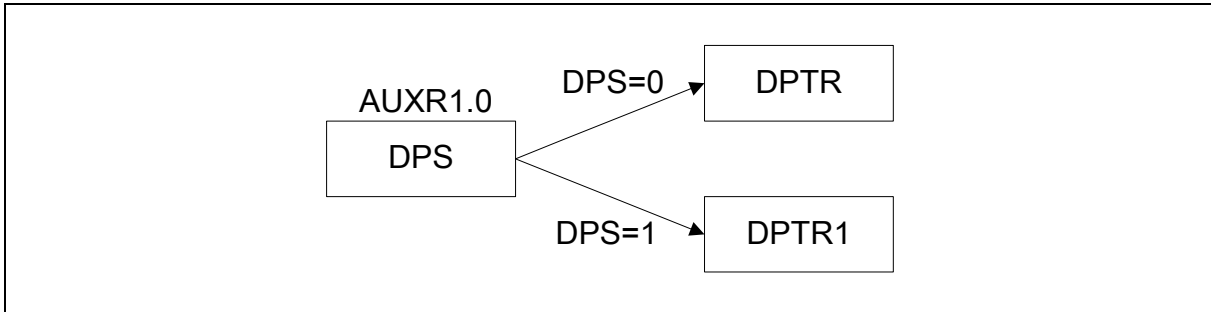 DPS=0
DPTR
AUXR1.0
DPS
DPS=1
DPTR1